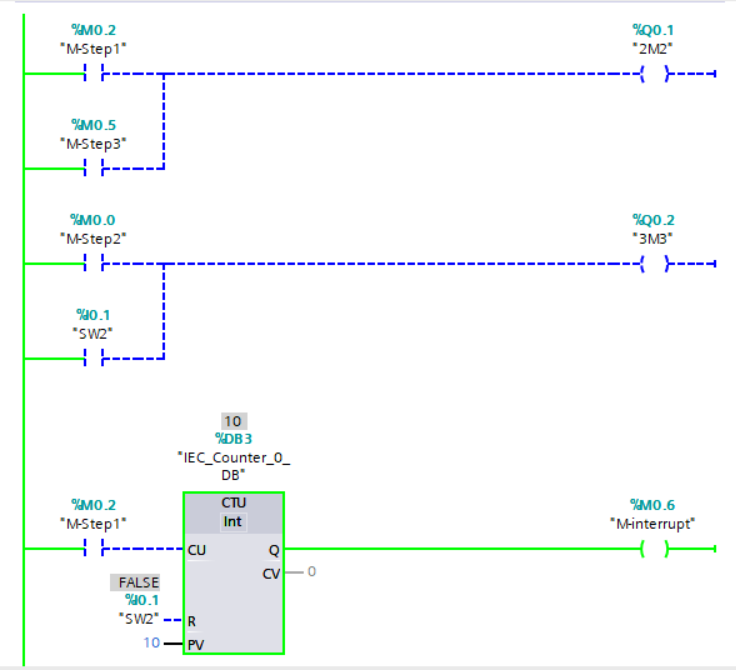 %M0.2
"M-Step1"
%Q0.1
"2M2"
%M0.5
"M-Step3"
%M0.0
"M-Step2"
%Q0.2
"3M3"
%I0.1
"SW2"
10
%DB3
"IEC_Counter_0_
DB"
%M0.2
"M-Step1"
CTU
Int
%M0.6
"M-interrupt"
CU
Q
CV
0
FALSE
%I0.1
"SW2"
R
10
PV